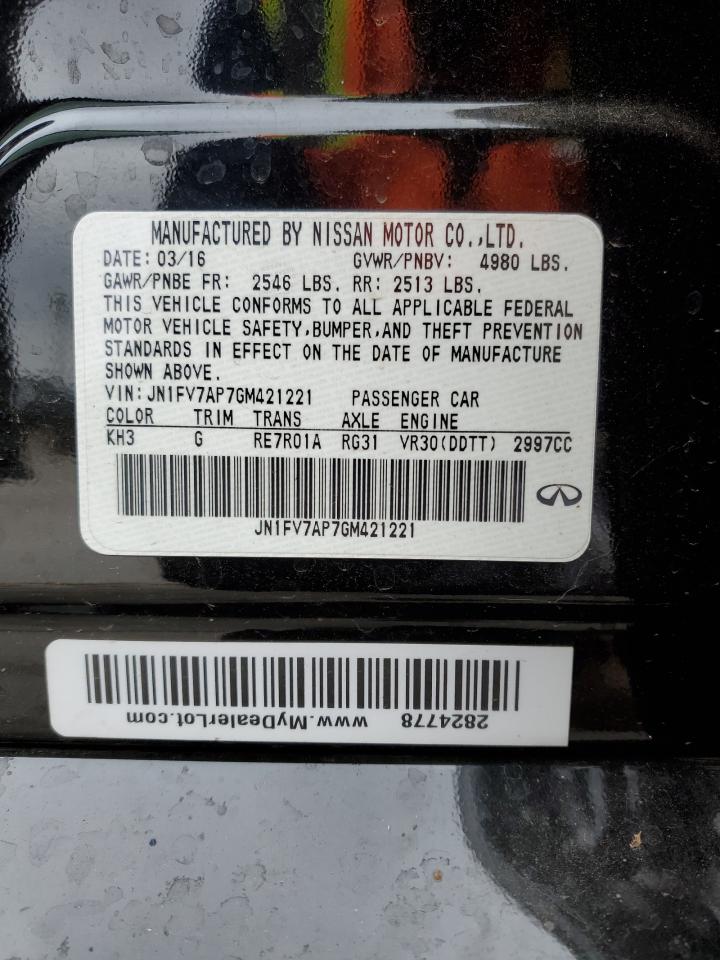 MANUFACTURED BY NISSAN MOTOR CO.,LTD.
DATE: 03/16 GVWR/PNBV: 4980 LBS.
GAWR/PNBE FR: 2546 LBS. RR: 2513 LBS.
THIS VEHICLE CONFORMS TO ALL APPLICABLE FEDERAL
MOTOR VEHICLE SAFETY,BUMPER,AND THEFT PREVENTION
STANDARDS IN EFFECT ON THE DATE OF MANUFACTURE
SHOWN ABOVE.
VIN:JN1FV7AP7GM421221 PASSENGER CAR
COLOR TRIM TRANS AXLE ENGINE
KH3 G RE7R01A RG31 VR30(DDTT) 2997CC
JN1FV7AP7GM421221
www.MyDealerLot.com 2824778